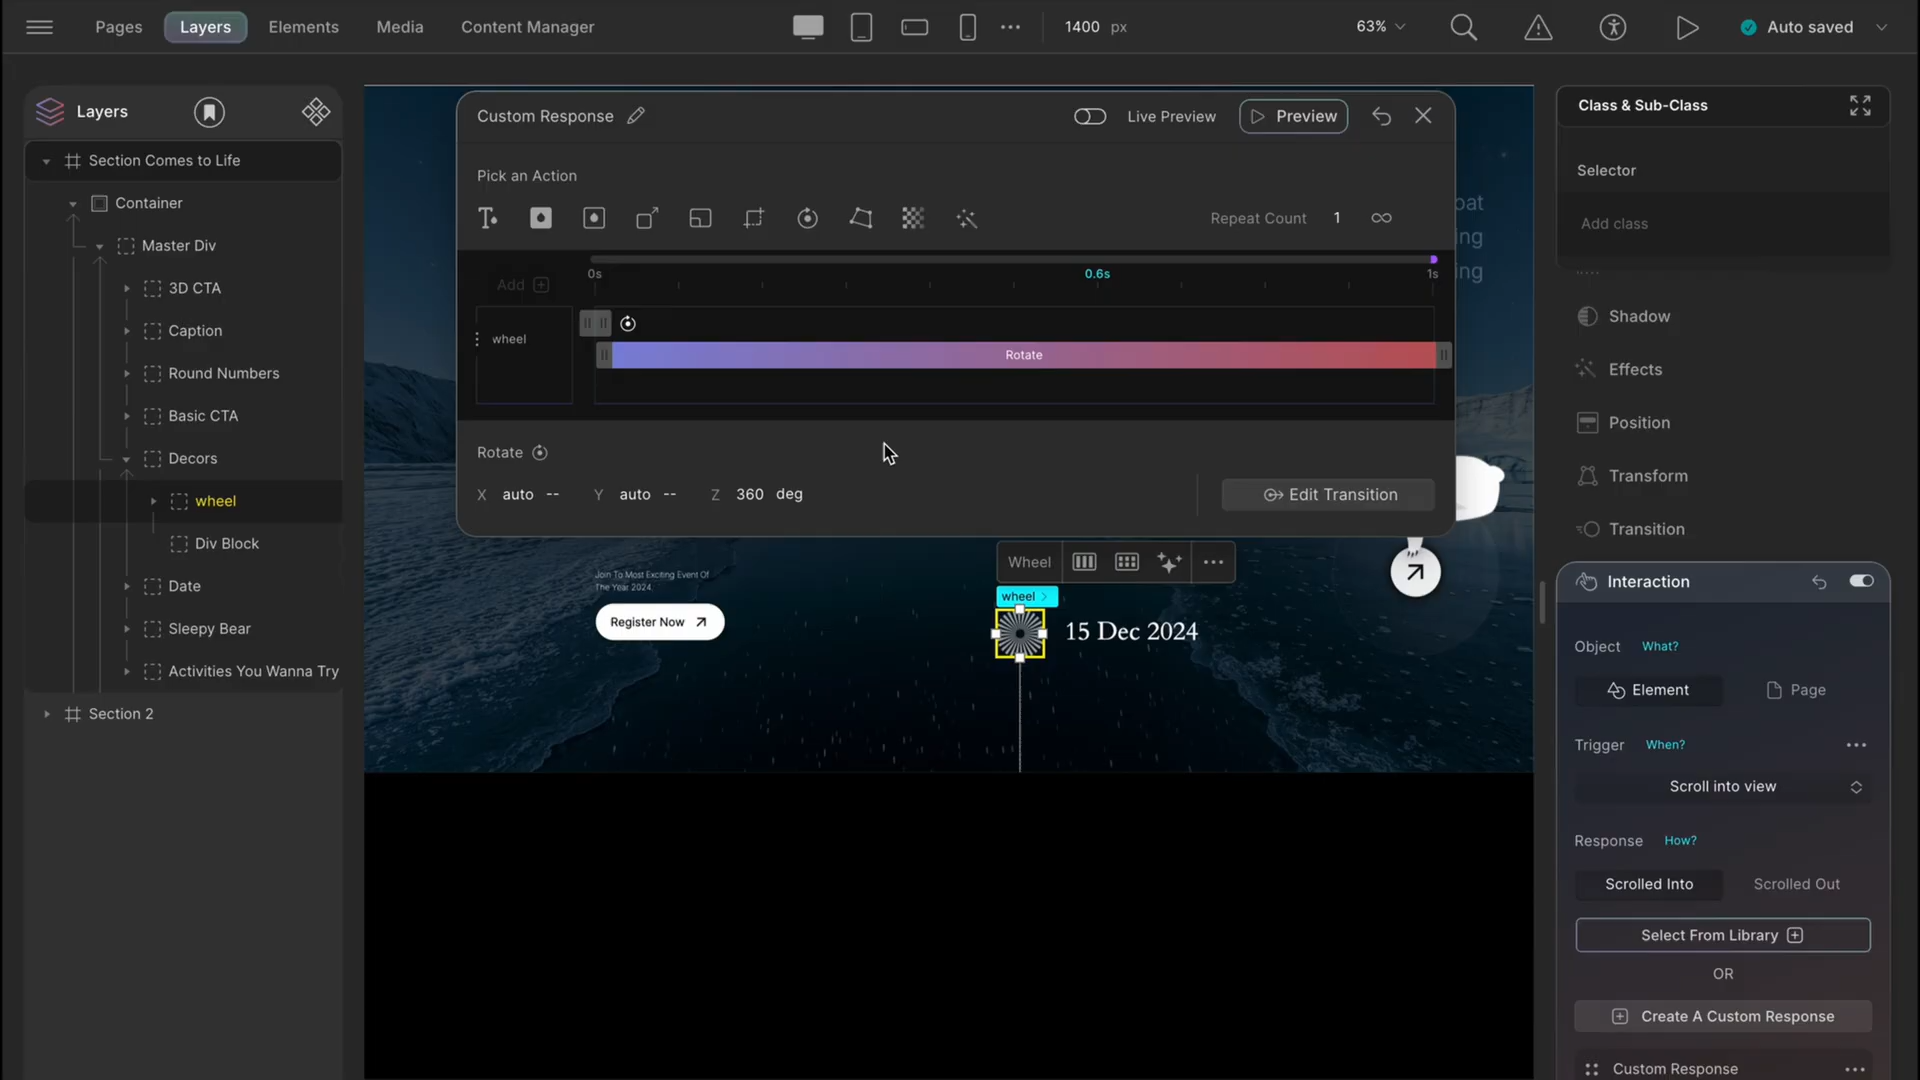 Pages Layers Elements Media Content Manager 1400 px 63% Auto saved
Layers
Section Comes to Life
Container
Master Div
3D CTA
Caption
Round Numbers
Basic CTA
Decors
wheel
Div Block
Date
Sleepy Bear
Activities You Wanna Try
Section 2
Custom Response Live Preview Preview
Pick an Action
Repeat Count 1
0s 0.6s 1s
Add
wheel
Rotate
Rotate
X auto -- Y auto -- Z 360 deg Edit Transition
oat
ing
ing
Wheel
wheel
Join To Most Exciting Event Of
The Year 2024.
Register Now
15 Dec 2024
Class & Sub-Class
Selector
Add class
Shadow
Effects
Position
Transform
Transition
Interaction
Object What?
Element Page
Trigger When?
Scroll into view
Response How?
Scrolled Into Scrolled Out
Select From Library
OR
Create A Custom Response
Custom Response